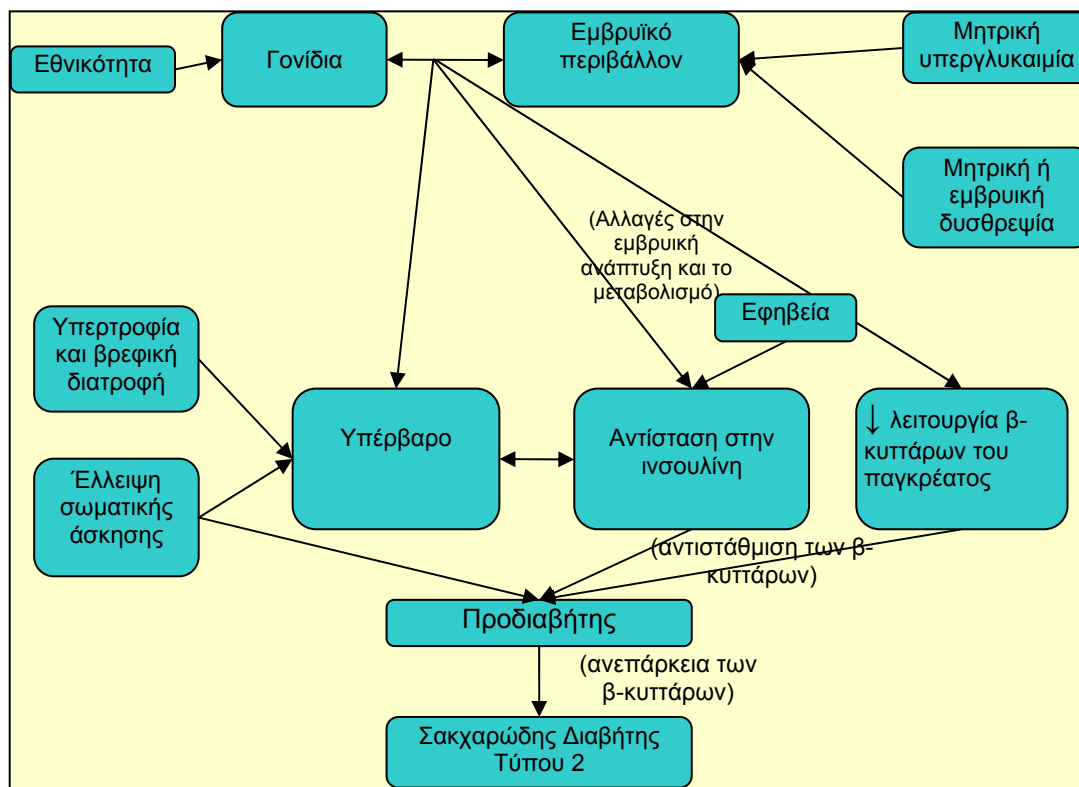 Εθνικότητα
Γονίδια
Εμβρυϊκό
περιβάλλον
Μητρική
υπεργλυκαιμία
Μητρική ή
εμβρυική
δυσθρεψία
(Αλλαγές στην
εμβρυική
ανάπτυξη και το
μεταβολισμό)
Εφηβεία
Υπερτροφία
και βρεφική
διατροφή
Υπέρβαρο
Αντίσταση στην
ινσουλίνη
↓ λειτουργία β-
κυττάρων του
παγκρέατος
Έλλειψη
σωματικής
άσκησης
(αντιστάθμιση των β-
κυττάρων)
Προδιαβήτης
(ανεπάρκεια των
β-κυττάρων)
Σακχαρώδης Διαβήτης
Τύπου 2